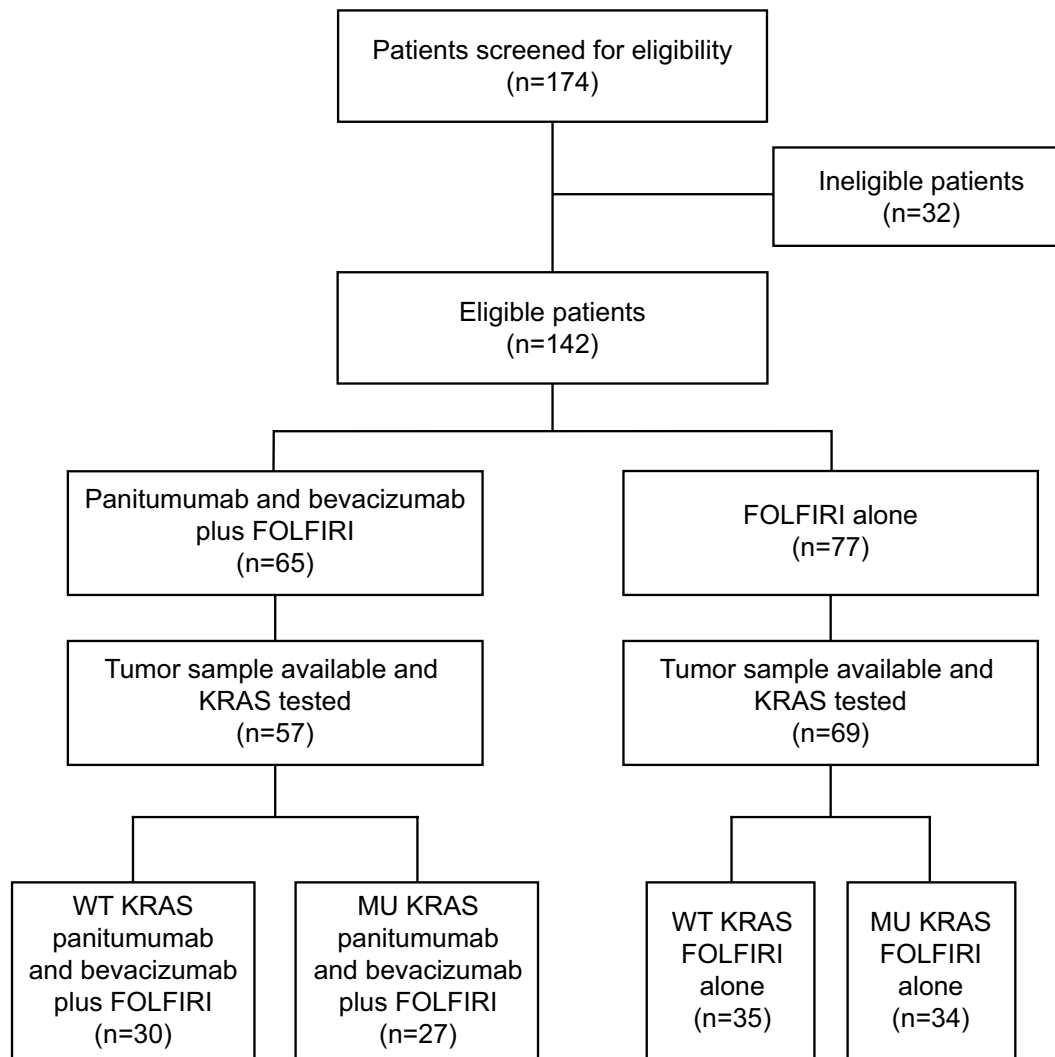 Patients screened for eligibility
(n=174)
Ineligible patients
(n=32)
Eligible patients
(n=142)
Panitumumab and bevacizumab
plus FOLFIRI
(n=65)
FOLFIRI alone
(n=77)
Tumor sample available and
KRAS tested
(n=57)
Tumor sample available and
KRAS tested
(n=69)
WT KRAS
panitumumab
and bevacizumab
plus FOLFIRI
(n=30)
MU KRAS
panitumumab
and bevacizumab
plus FOLFIRI
(n=27)
WT KRAS
FOLFIRI
alone
(n=35)
MU KRAS
FOLFIRI
alone
(n=34)